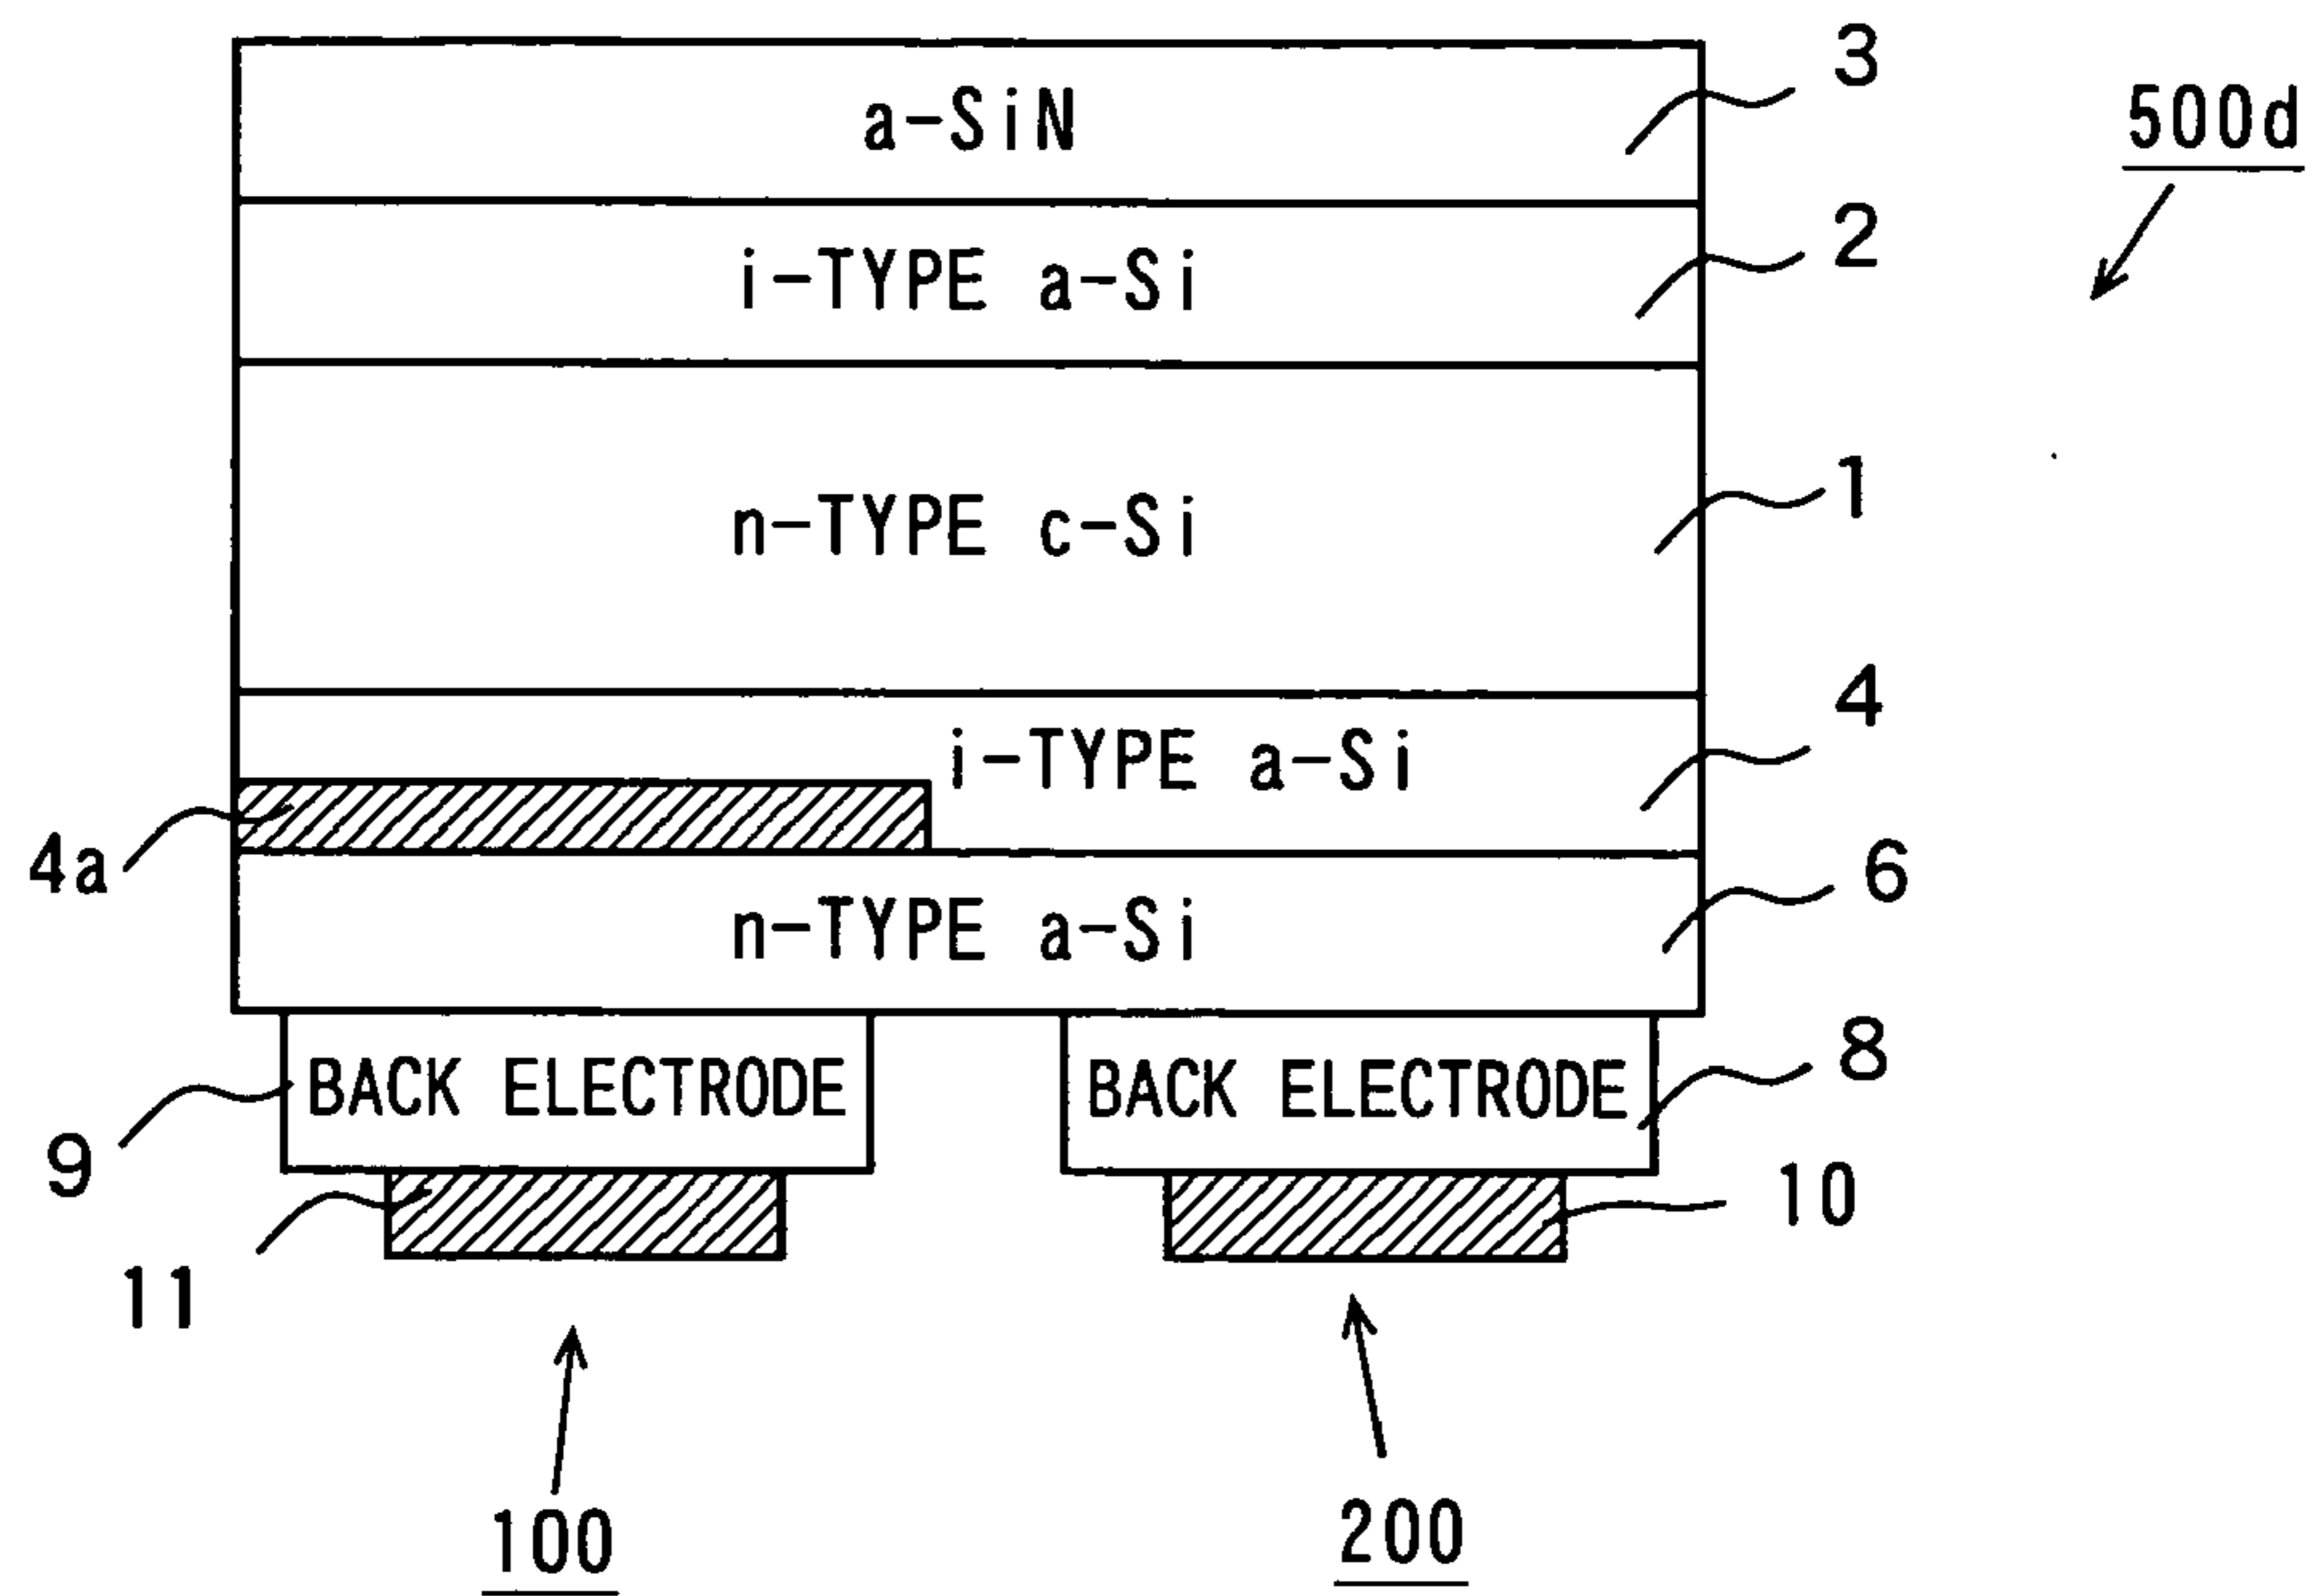 3
a-SiN
500d
2
i-TYPE a-Si
1
n-TYPE c-Si
4
i-TYPE a-Si
4a
6
n-TYPE a-Si
8
BACK ELECTRODE
BACK ELECTRODE
9
10
11
100
200